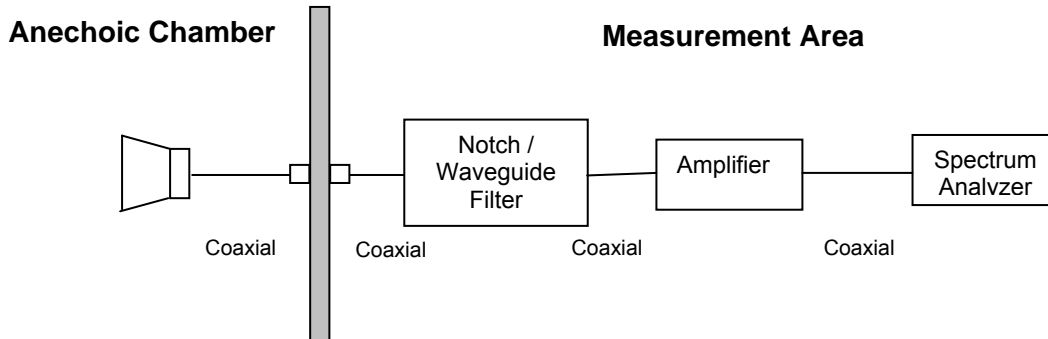 Anechoic Chamber
Measurement Area
Notch /
Waveguide
Filter
Amplifier
Spectrum
Analvzer
Coaxial
Coaxial
Coaxial
Coaxial